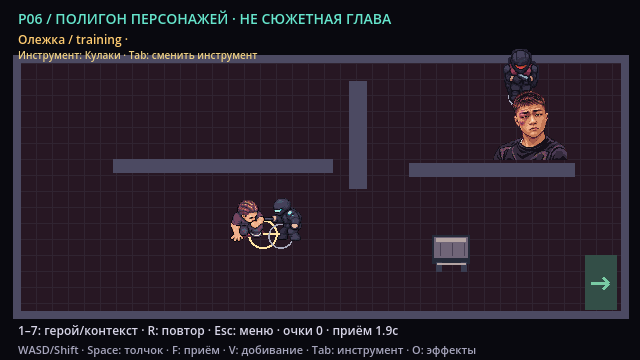 P06 / ПОЛИГОН ПЕРСОНАЖЕЙ · НЕ СЮЖЕТНАЯ ГЛАВА
Олежка / training ·
Инструмент: Кулаки · Tab: сменить инструмент
1–7: герой/контекст · R: повтор · Esc: меню · очки 0 · приём 1.9с
WASD/Shift · Space: толчок · F: приём · V: добивание · Tab: инструмент · O: эффекты